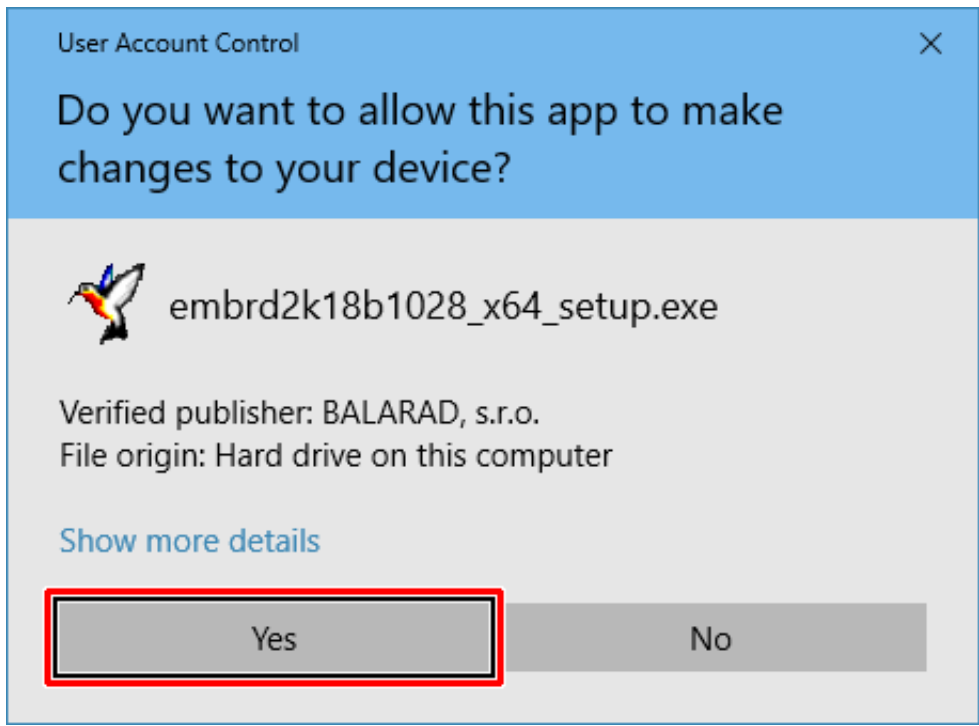 User Account Control
Do you want to allow this app to make
changes to your device?
embrd2k18b1028_x64_setup.exe
Verified publisher: BALARAD, s.r.o.
File origin: Hard drive on this computer
Show more details
Yes
No